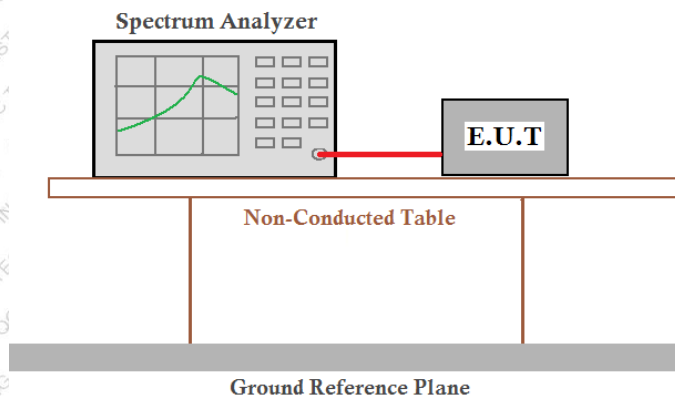 Spectrum Analyzer
E.U.T
Non-Conducted Table
Ground Reference Plane